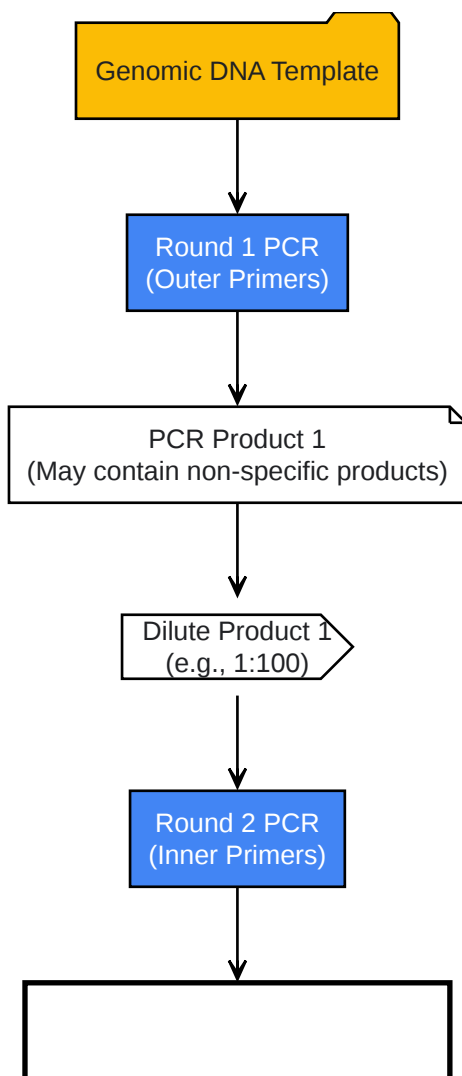 Genomic DNA Template
Round 1 PCR
(Outer Primers)
PCR Product 1
(May contain non-specific products)
Dilute Product 1
(e.g., 1:100)
Round 2 PCR
(Inner Primers)